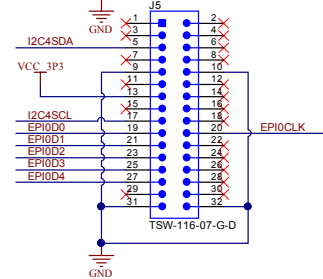 J5
GND
1 2
3 4
I2C4SDA 5 6
7 8
VCC_3P3
9 10
11 12
13 14
15 16
I2C4SCL 17 18
EPI0D0 19 20 EPI0CLK
EPI0D1 21 22
EPI0D2 23 24
EPI0D3 25 26
EPI0D4 27 28
29 30
31 32
TSW-116-07-G-D
GND